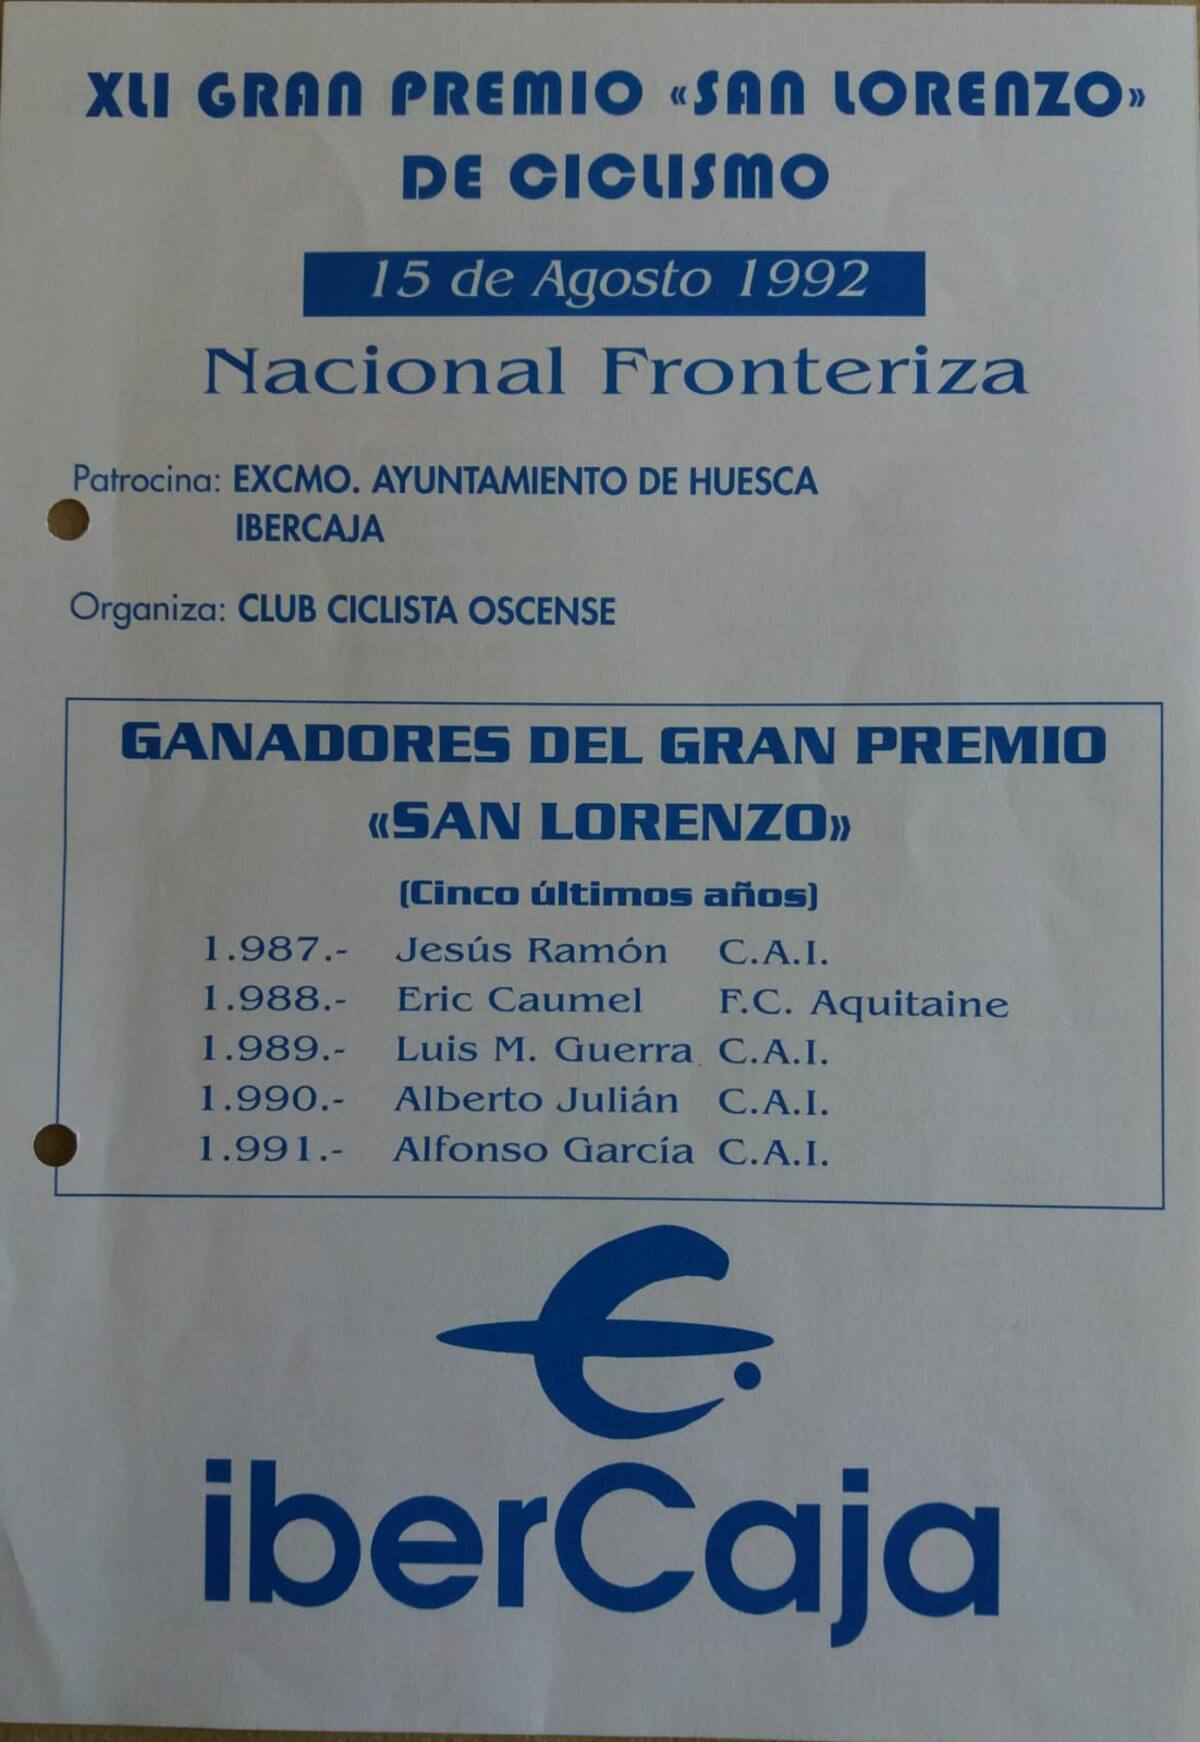 XLI GRAN PREMIO «SAN LORENZO»
DE CICLISMO
15 de Agosto 1992
Nacional Fronteriza
Patrocina: EXCMO. AYUNTAMIENTO DE HUESCA
IBERCAJA
Organiza: CLUB CICLISTA OSCENSE
GANADORES DEL GRAN PREMIO
«SAN LORENZO»
(Cinco últimos años)
1.987.- Jesús Ramón C.A.I.
1.988.- Eric Caumel F.C. Aquitaine
1.989.- Luis M. Guerra C.A.I.
1.990.- Alberto Julián C.A.I.
1.991.- Alfonso García C.A.I.
iberCaja